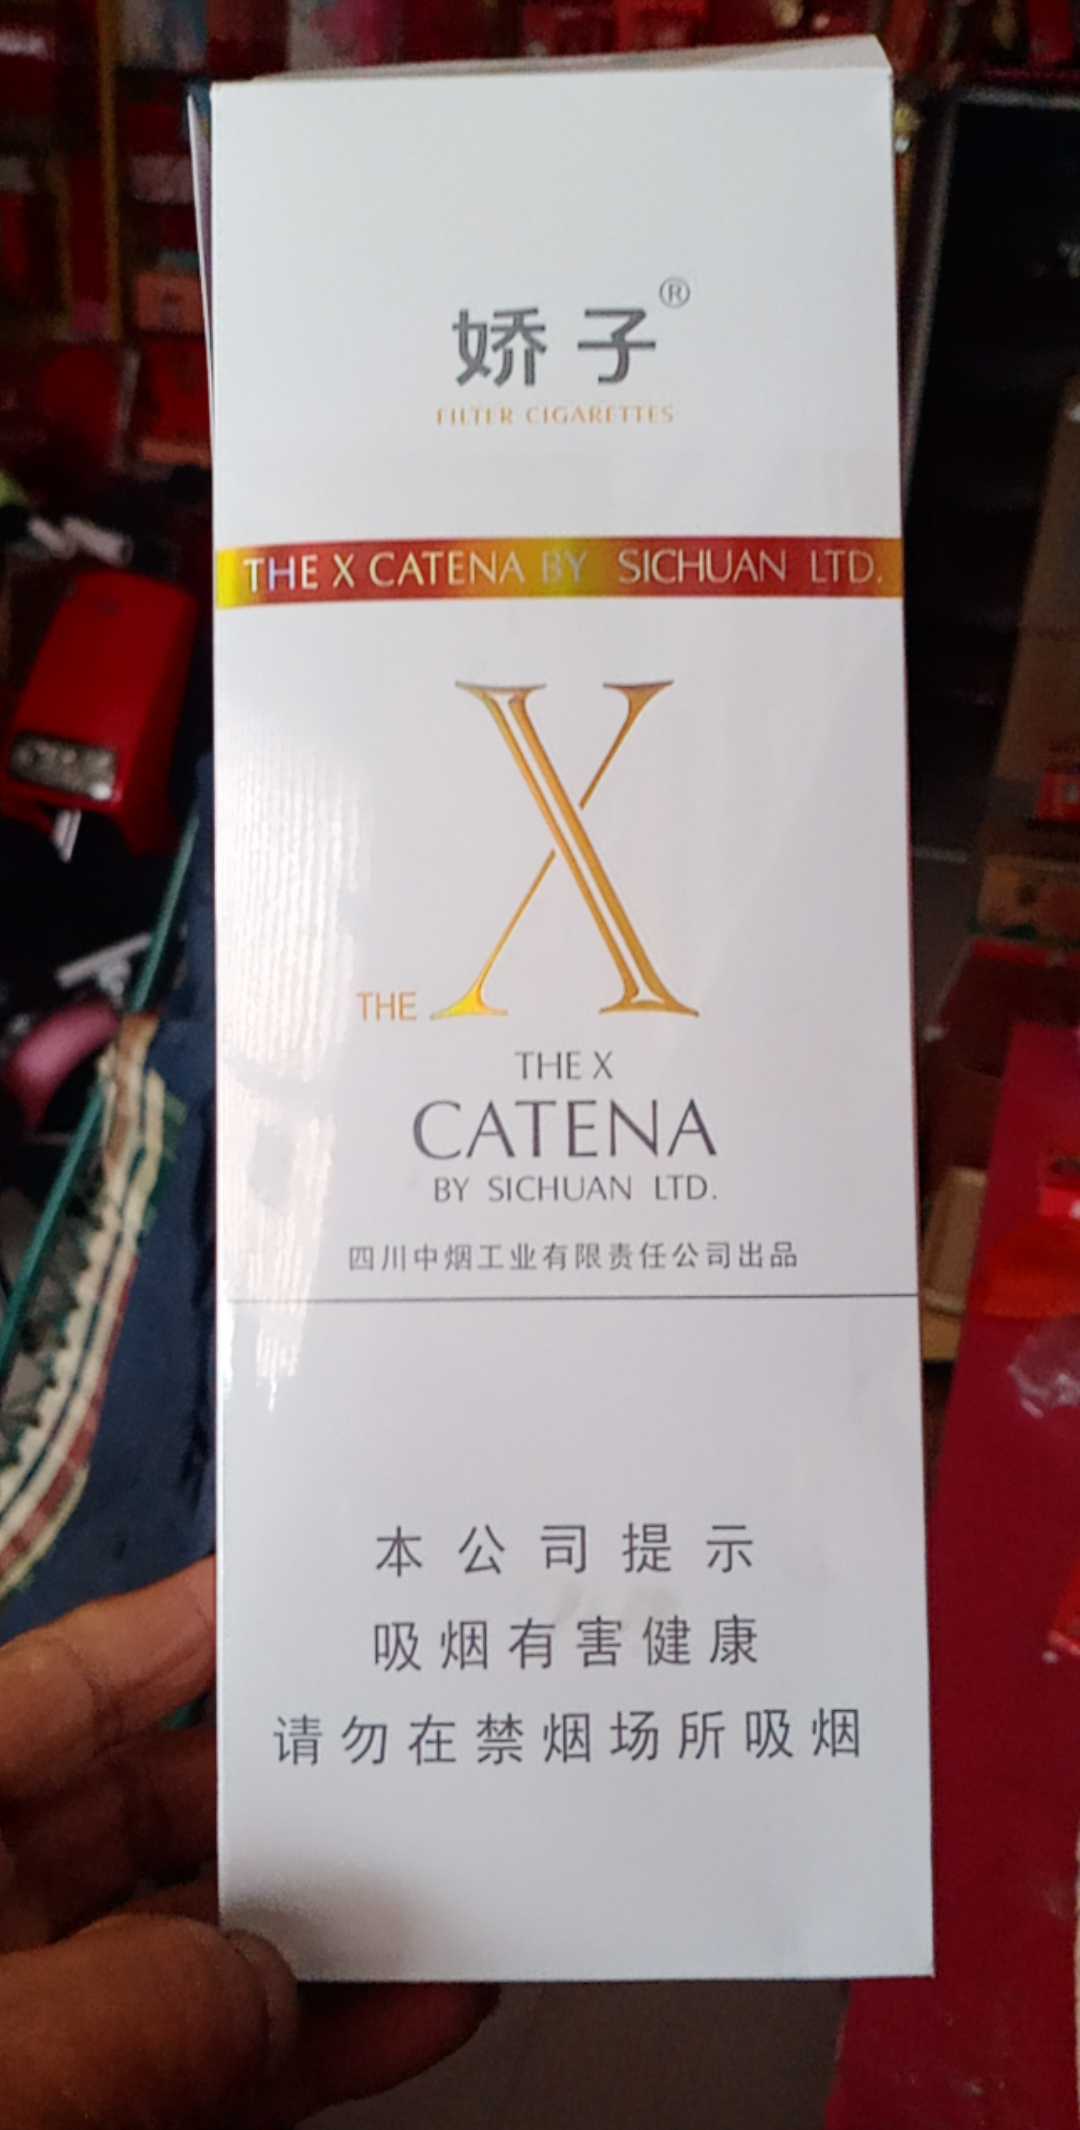 娇子®
FILTER CIGARETTES
THE X CATENA BY SICHUAN LTD.
THE X
THE X
CATENA
BY SICHUAN LTD.
四川中烟工业有限责任公司出品
本公司提示
吸烟有害健康
请勿在禁烟场所吸烟